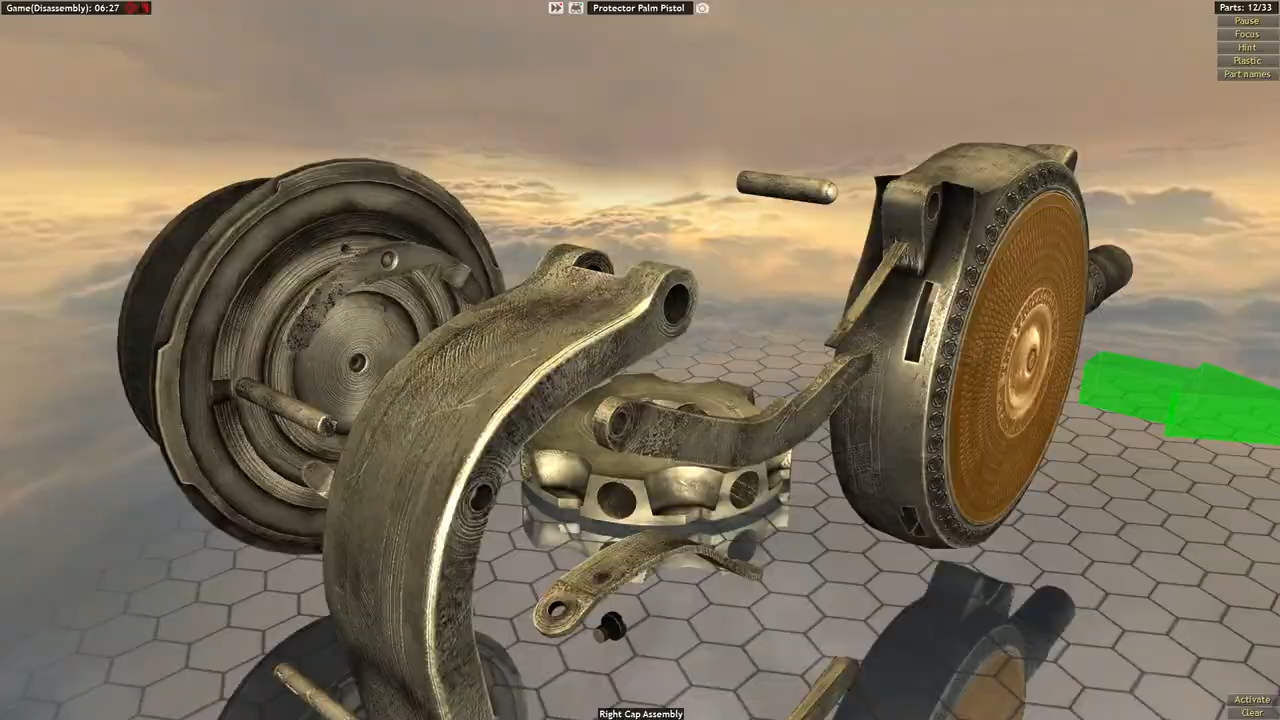 Game(Disassembly): 06:27
Protector Palm Pistol
Parts: 12/33
Pause
Focus
Hint
Plastic
Part names
Right Cap Assembly
Activate
Clear